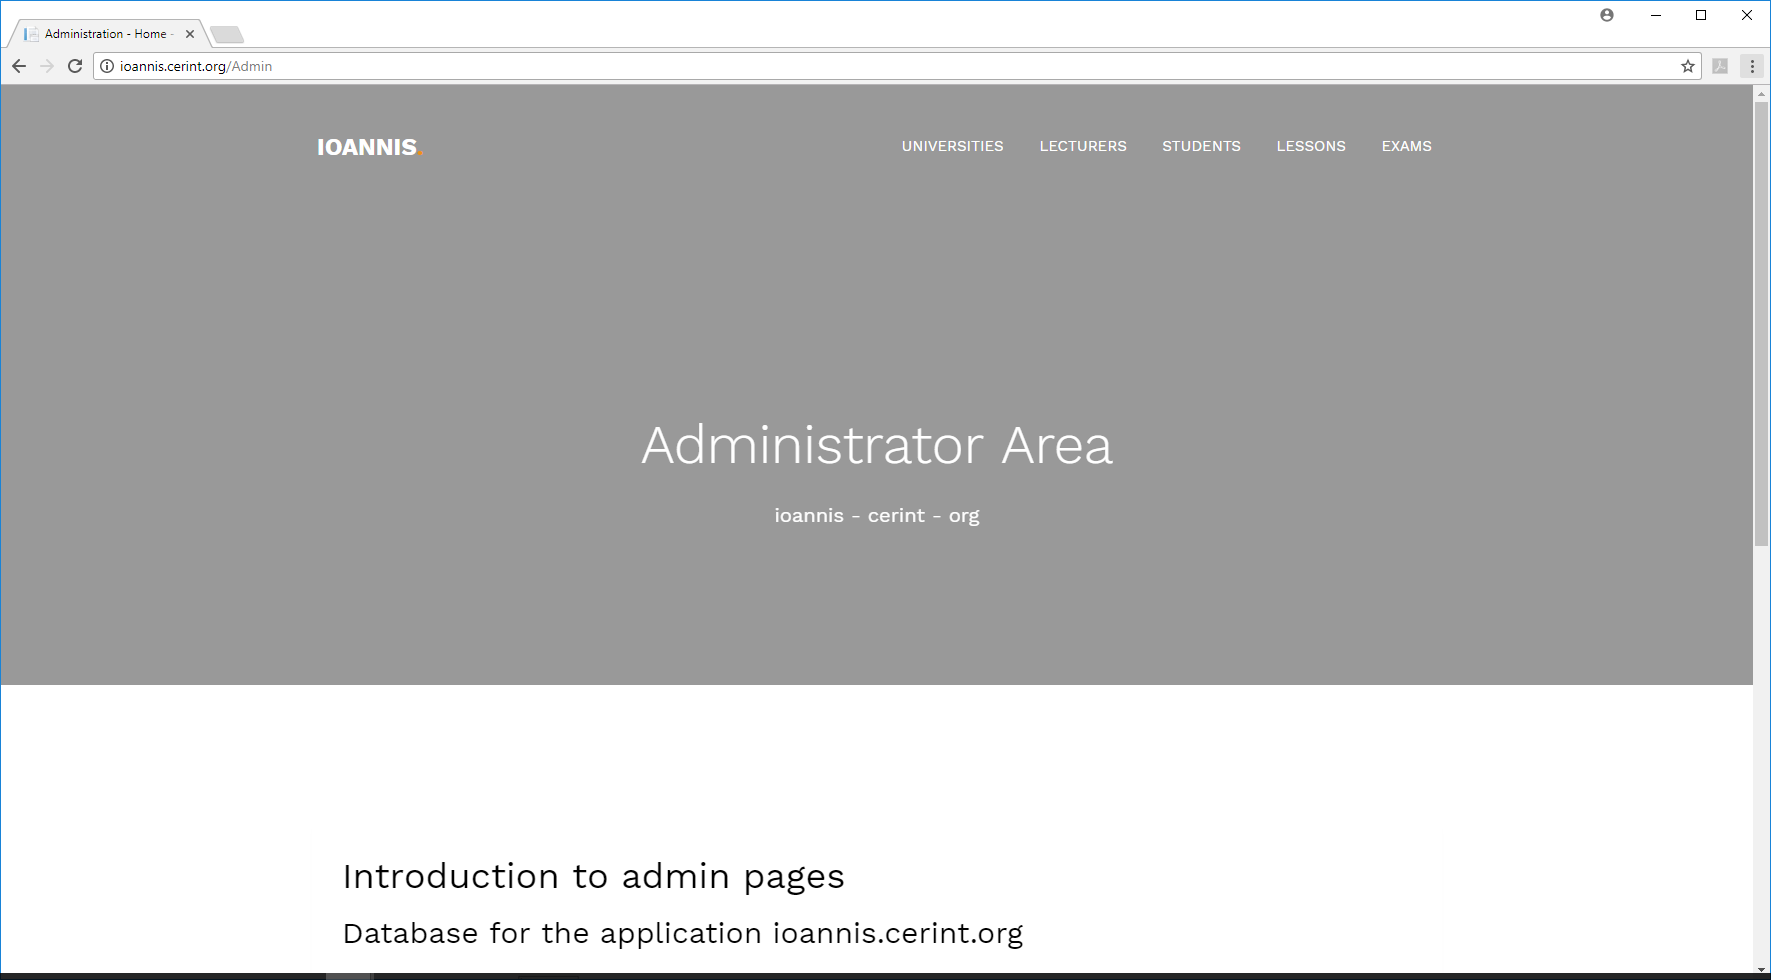 Administration - Home -
ioannis.cerint.org/Admin
IOANNIS.
UNIVERSITIES LECTURERS STUDENTS LESSONS EXAMS
Administrator Area
ioannis - cerint - org
Introduction to admin pages
Database for the application ioannis.cerint.org